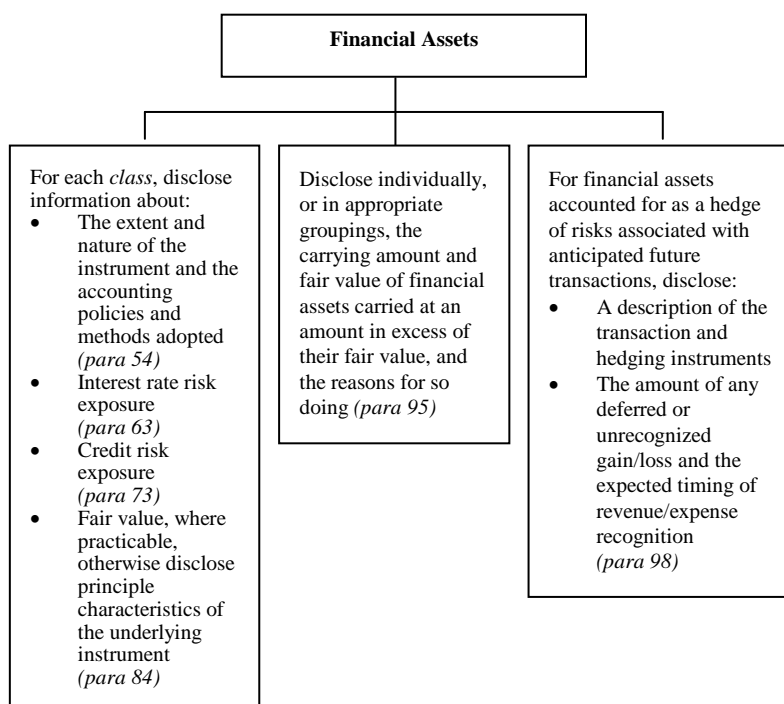 Financial Assets
For each class, disclose
information about:
• The extent and
nature of the
instrument and the
accounting
policies and
methods adopted
(para 54)
• Interest rate risk
exposure
(para 63)
• Credit risk
exposure
(para 73)
• Fair value, where
practicable,
otherwise disclose
principle
characteristics of
the underlying
instrument
(para 84)
Disclose individually,
or in appropriate
groupings, the
carrying amount and
fair value of financial
assets carried at an
amount in excess of
their fair value, and
the reasons for so
doing (para 95)
For financial assets
accounted for as a hedge
of risks associated with
anticipated future
transactions, disclose:
• A description of the
transaction and
hedging instruments
• The amount of any
deferred or
unrecognized
gain/loss and the
expected timing of
revenue/expense
recognition
(para 98)